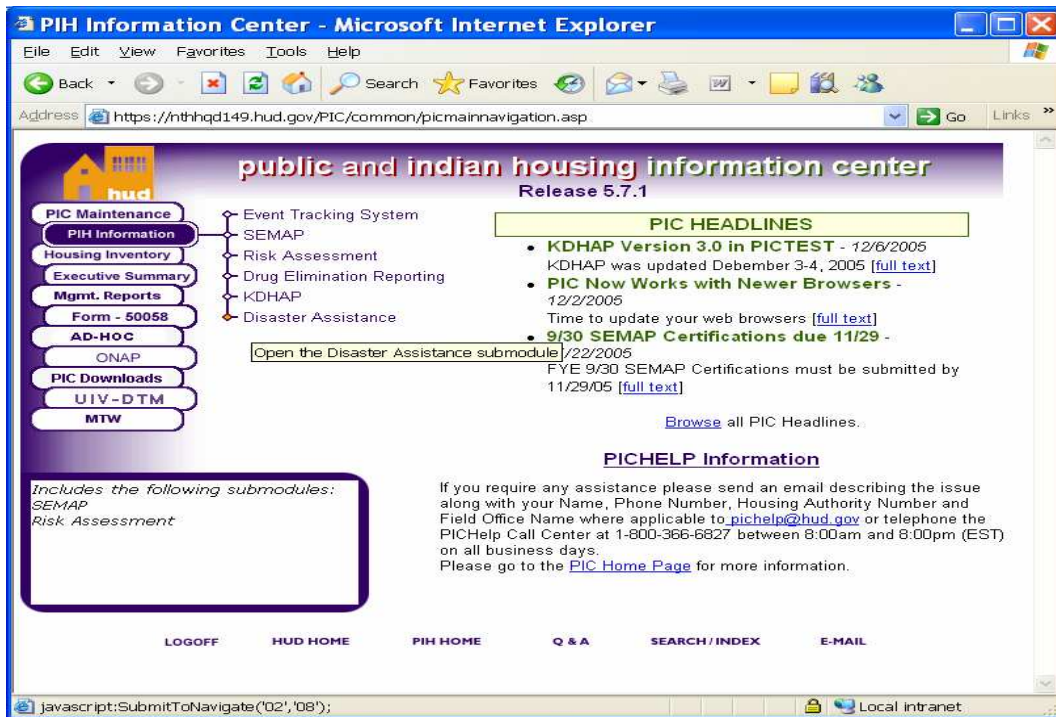 PIH Information Center - Microsoft Internet Explorer
File Edit View Favorites Tools Help
Back Search Favorites
Address https://nthhqd149.hud.gov/PIC/common/picmainnavigation.asp Go Links »
hud
public and indian housing information center
Release 5.7.1
PIC Maintenance
PIH Information
Housing Inventory
Executive Summary
Mgmt. Reports
Form - 50058
AD-HOC
ONAP
PIC Downloads
UIV-DTM
MTW
Event Tracking System
SEMAP
Risk Assessment
Drug Elimination Reporting
KDHAP
Disaster Assistance
Open the Disaster Assistance submodule
PIC HEADLINES
KDHAP Version 3.0 in PICTEST - 12/6/2005
KDHAP was updated Debember 3-4, 2005 [full text]
PIC Now Works with Newer Browsers -
12/2/2005
Time to update your web browsers [full text]
9/30 SEMAP Certifications due 11/29 -
/22/2005
FYE 9/30 SEMAP Certifications must be submitted by
11/29/05 [full text]
Browse all PIC Headlines.
PICHELP Information
If you require any assistance please send an email describing the issue
along with your Name, Phone Number, Housing Authority Number and
Field Office Name where applicable to pichelp@hud.gov or telephone the
PICHelp Call Center at 1-800-366-6827 between 8:00am and 8:00pm (EST)
on all business days.
Please go to the PIC Home Page for more information.
Includes the following submodules:
SEMAP
Risk Assessment
LOGOFF HUD HOME PIH HOME Q & A SEARCH/INDEX E-MAIL
javascript:SubmitToNavigate('02','08'); Local intranet